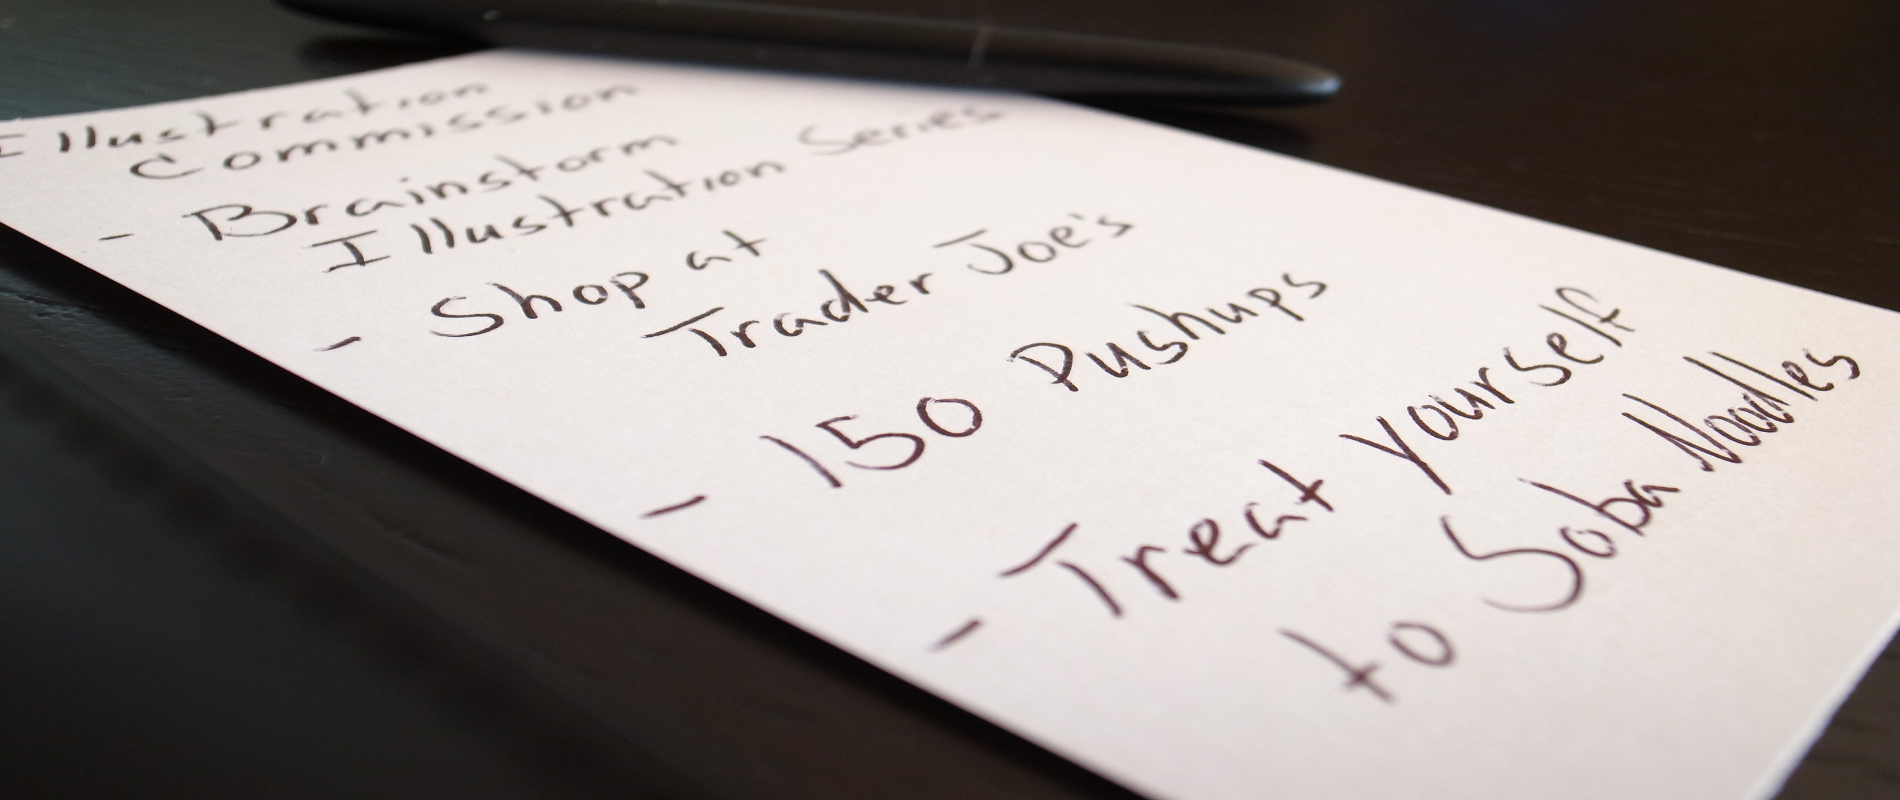 Illustration
Commission
- Brainstorm
Illustration Series
- Shop at
Trader Joe's
- 150 Pushups
- Treat yourself
to Soba Noodles